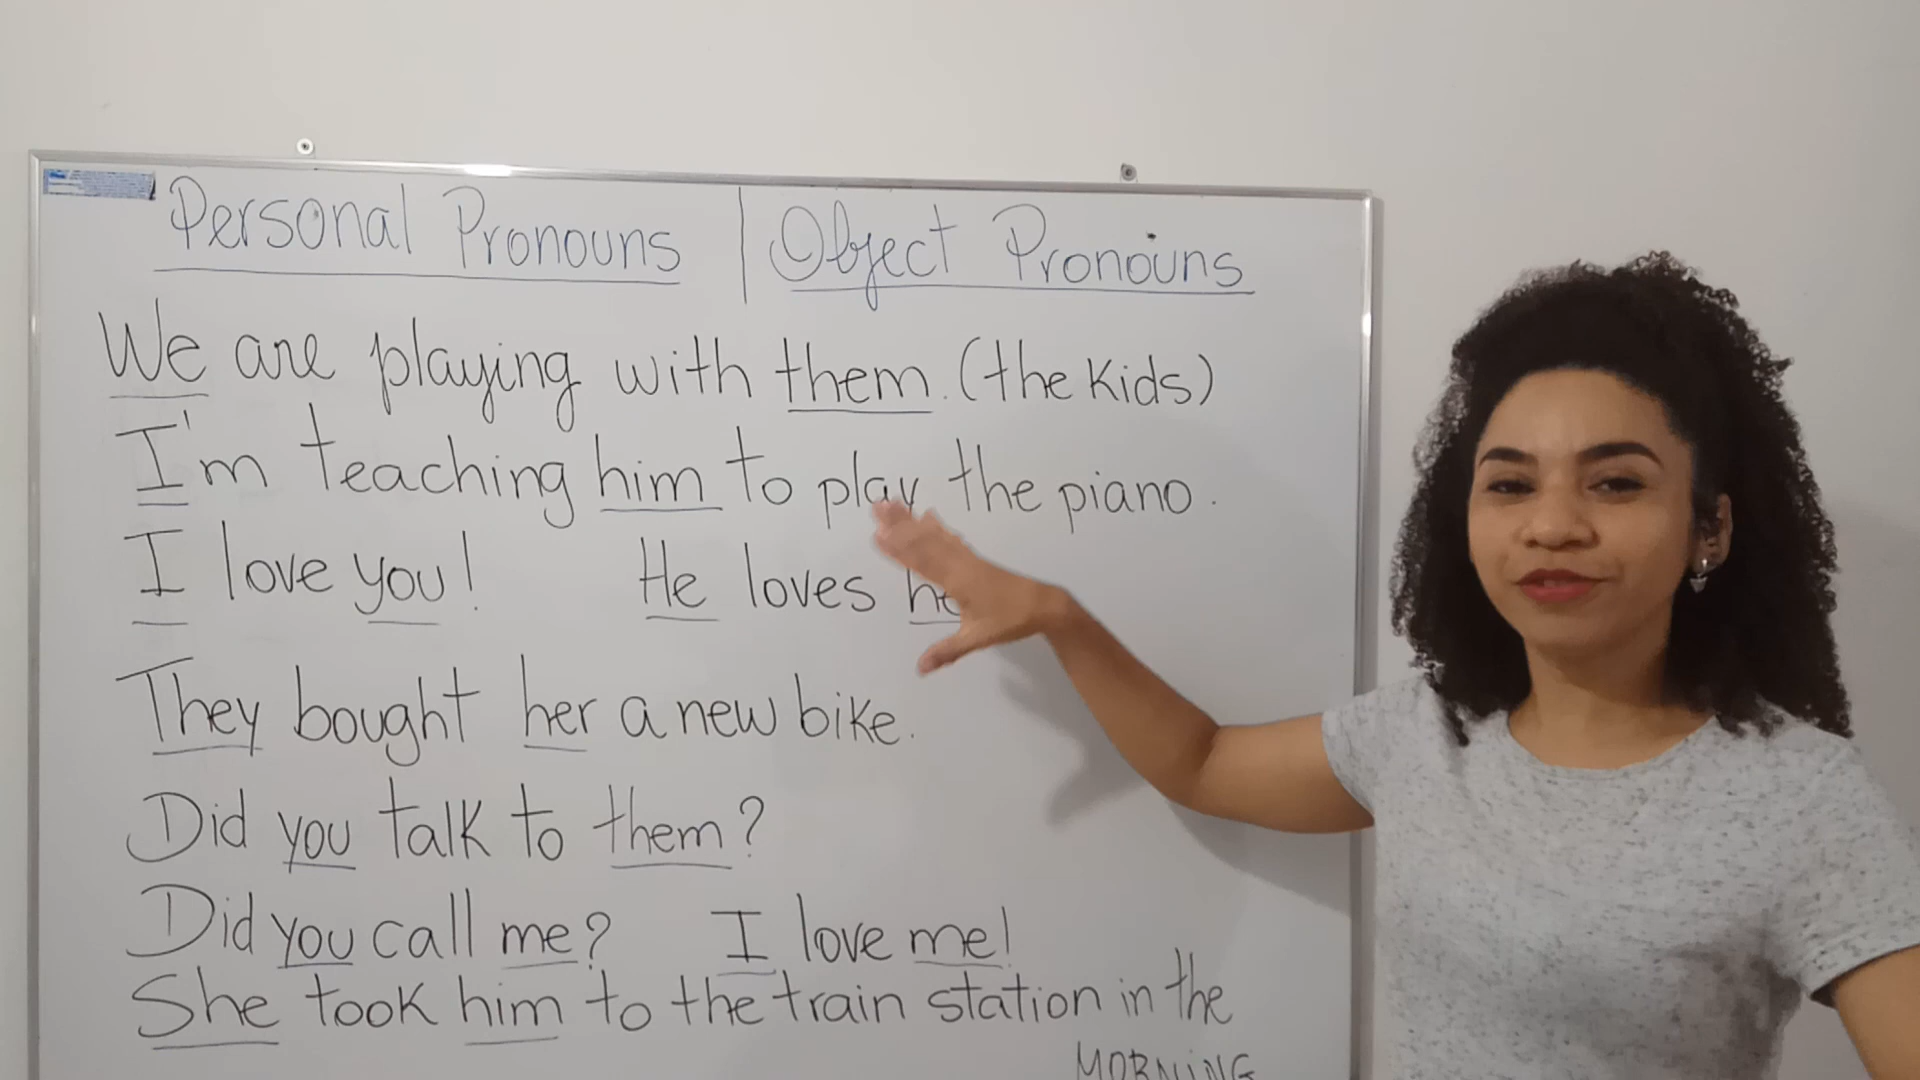 Personal Pronouns | Object Pronouns
We are playing with them. (the kids)
I'm teaching him to play the piano.
I love you! He loves
They bought her a new bike.
Did you talk to them?
Did you call me? I love me!
She took him to the train station in the
MORNING